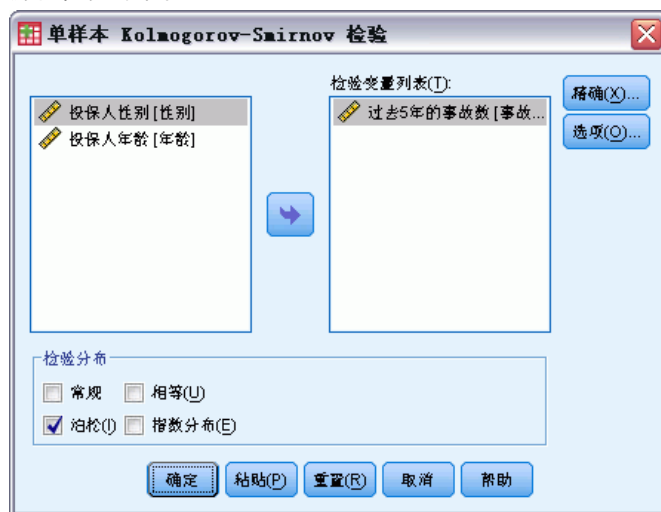 单样本 Kolmogorov-Smirnov 检验
检验变量列表(T):
投保人性别 [性别]
投保人年龄 [年龄]
过去5年的事故数 [事故...
精确(X)...
选项(O)...
检验分布
常规 相等(U)
泊松(I) 指数分布(E)
确定 粘贴(P) 重置(R) 取消 帮助